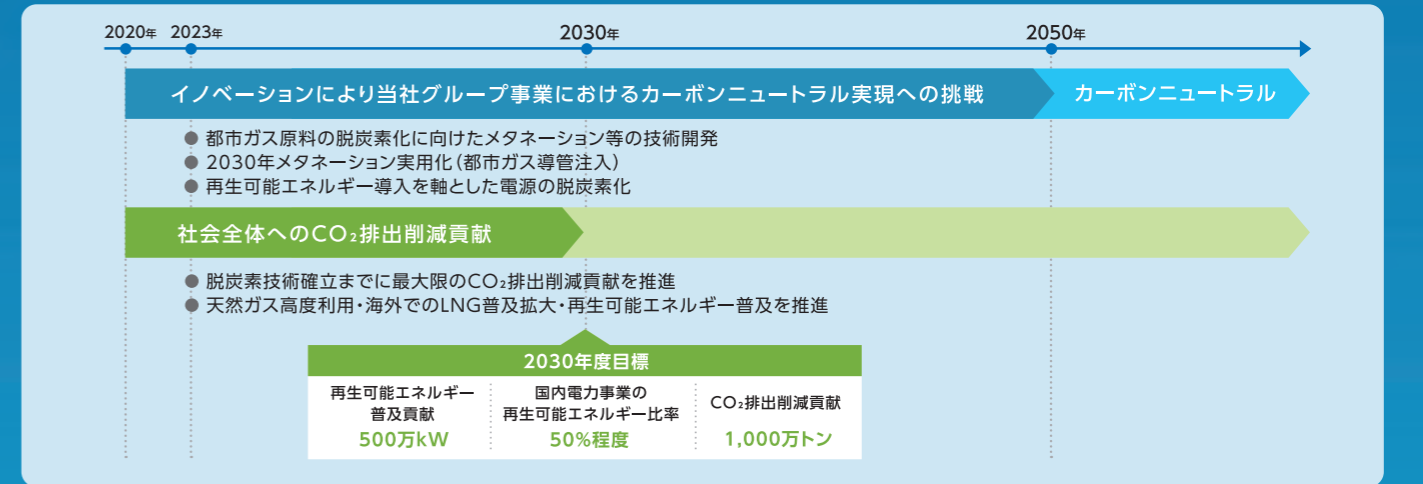 2020年 2023年 2030年 2050年
イノベーションにより当社グループ事業におけるカーボンニュートラル実現への挑戦 カーボンニュートラル
● 都市ガス原料の脱炭素化に向けたメタネーション等の技術開発
● 2030年メタネーション実用化(都市ガス導管注入)
● 再生可能エネルギー導入を軸とした電源の脱炭素化
社会全体へのCO₂排出削減貢献
● 脱炭素技術確立までに最大限のCO₂排出削減貢献を推進
● 天然ガス高度利用・海外でのLNG普及拡大・再生可能エネルギー普及を推進
2030年度目標
再生可能エネルギー
普及貢献
500万kW
国内電力事業の
再生可能エネルギー比率
50%程度
CO₂排出削減貢献
1,000万トン